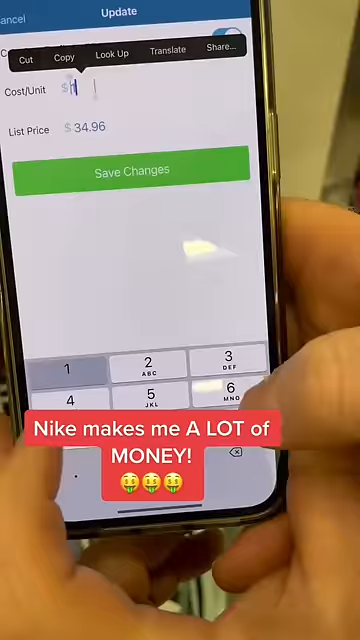 ancel
Update
Cut Copy Look Up Translate Share...
Cost/Unit $
List Price $ 34.96
Save Changes
1 2 3
ABC DEF
4 5 6
JKL MNO
Nike makes me A LOT of
MONEY!
🤑🤑🤑